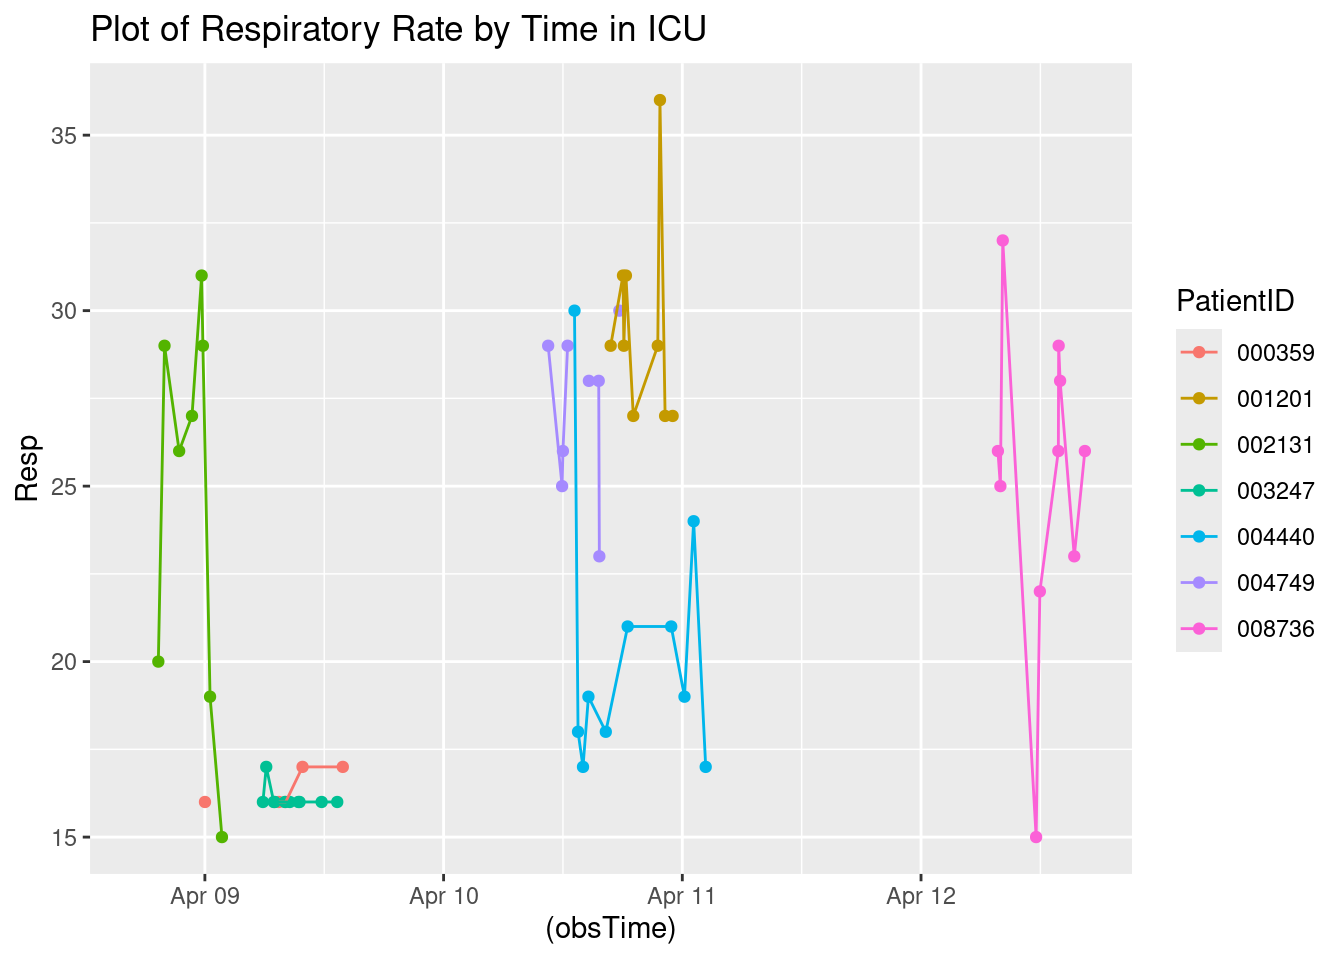 Plot of Respiratory Rate by Time in ICU
35
30
25
20
15
Resp
Apr 09
Apr 10
Apr 11
Apr 12
(obsTime)
PatientID
000359
001201
002131
003247
004440
004749
008736